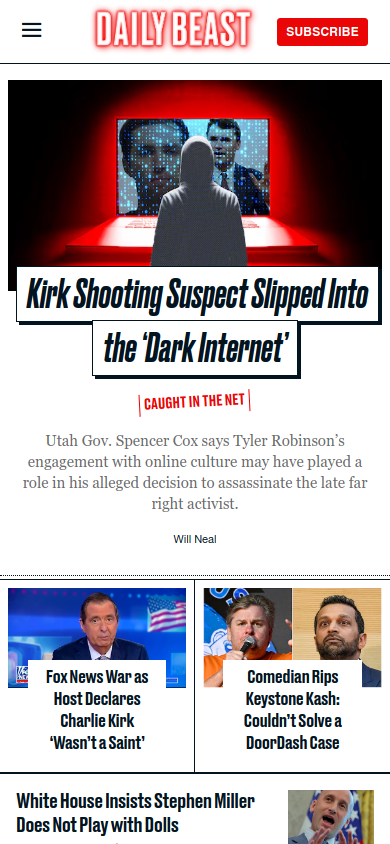 DAILY BEAST
SUBSCRIBE
Kirk Shooting Suspect Slipped Into
the ‘Dark Internet’
CAUGHT IN THE NET
Utah Gov. Spencer Cox says Tyler Robinson’s
engagement with online culture may have played a
role in his alleged decision to assassinate the late far
right activist.
Will Neal
Fox News War as
Host Declares
Charlie Kirk
‘Wasn’t a Saint’
Comedian Rips
Keystone Kash:
Couldn’t Solve a
DoorDash Case
White House Insists Stephen Miller
Does Not Play with Dolls